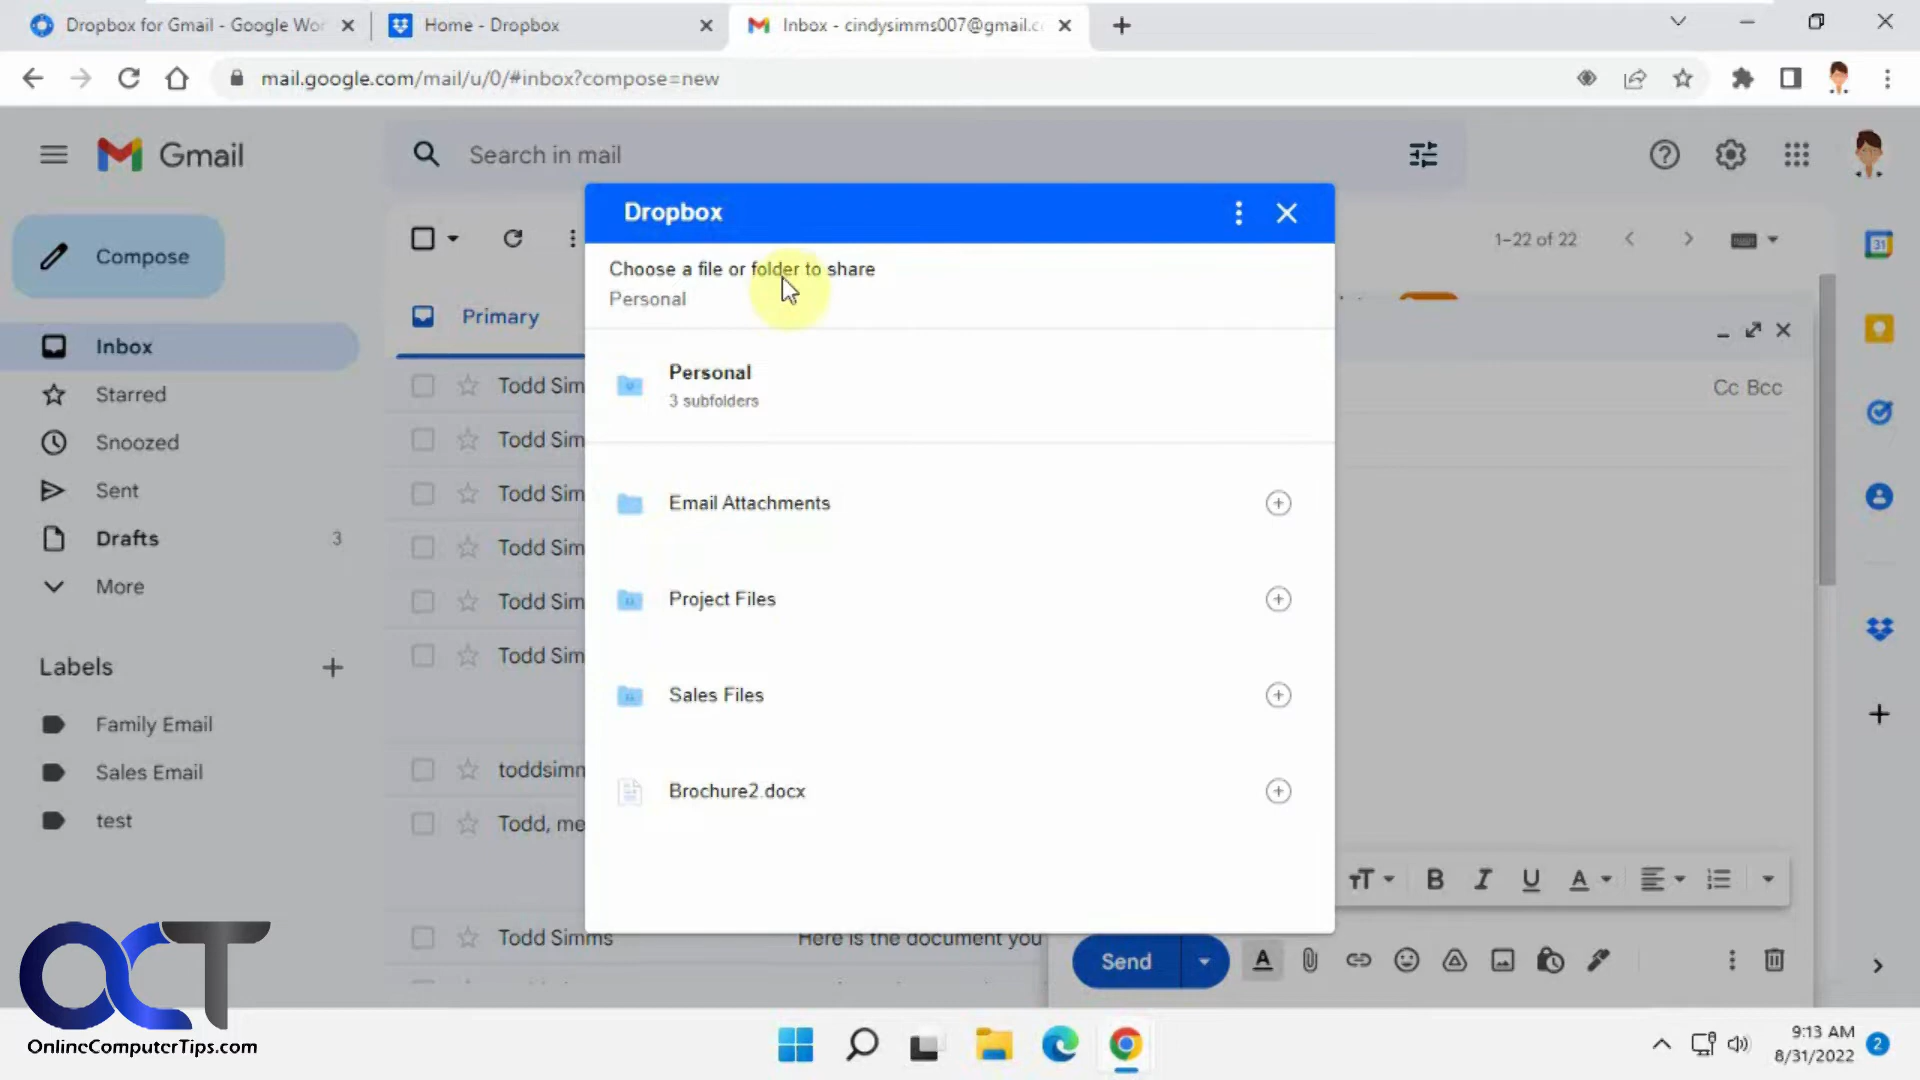 Dropbox for Gmail - Google Wor
Home - Dropbox
Inbox - cindysimms007@gmail.c
mail.google.com/mail/u/0/#inbox?compose=new
Gmail
Search in mail
Compose
Inbox
Starred
Snoozed
Sent
Drafts 3
More
Labels
Family Email
Sales Email
test
1–22 of 22
31
Primary
Todd Sim
Todd Sim
Todd Sim
Todd Sim
Todd Sim
Todd Sim
toddsimm
Todd, me
Todd Simms
Here is the document you
Dropbox
Choose a file or folder to share
Personal
Personal
3 subfolders
Email Attachments
Project Files
Sales Files
Brochure2.docx
Cc Bcc
Send
OCT
OnlineComputerTips.com
9:13 AM
8/31/2022
2